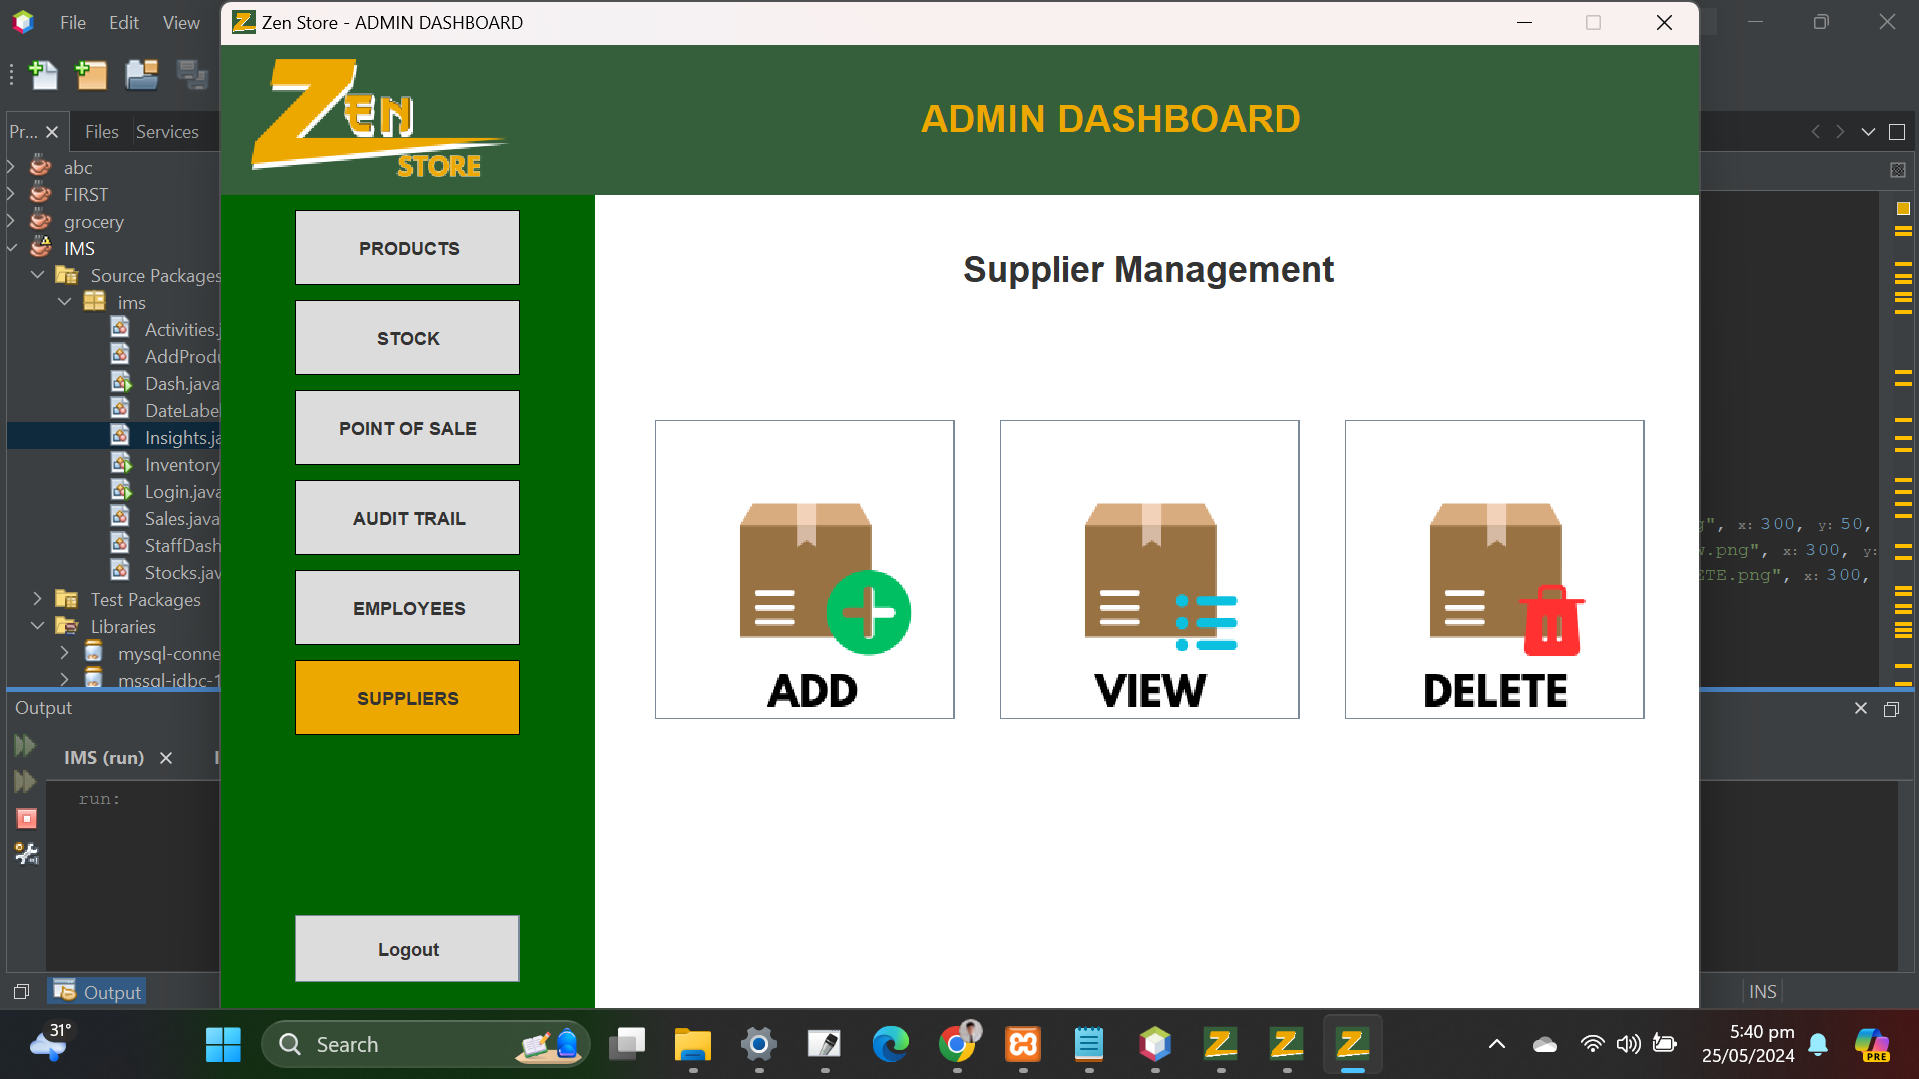 File Edit View
Zen Store - ADMIN DASHBOARD
ZEN
STORE
ADMIN DASHBOARD
Pr... Files Services
abc
FIRST
grocery
IMS
Source Packages
ims
Activities.j
AddProdu
Dash.java
DateLabel
Insights.ja
Inventory
Login.java
Sales.java
StaffDash
Stocks.jav
Test Packages
Libraries
mysql-conne
mssql-jdbc-1
PRODUCTS
STOCK
POINT OF SALE
AUDIT TRAIL
EMPLOYEES
SUPPLIERS
Logout
Supplier Management
ADD
VIEW
DELETE
g", x: 300, y: 50,
w.png", x: 300, y:
ETE.png", x: 300,
Output
IMS (run)
run:
Output
INS
31°
Search
PRE
5:40 pm
25/05/2024